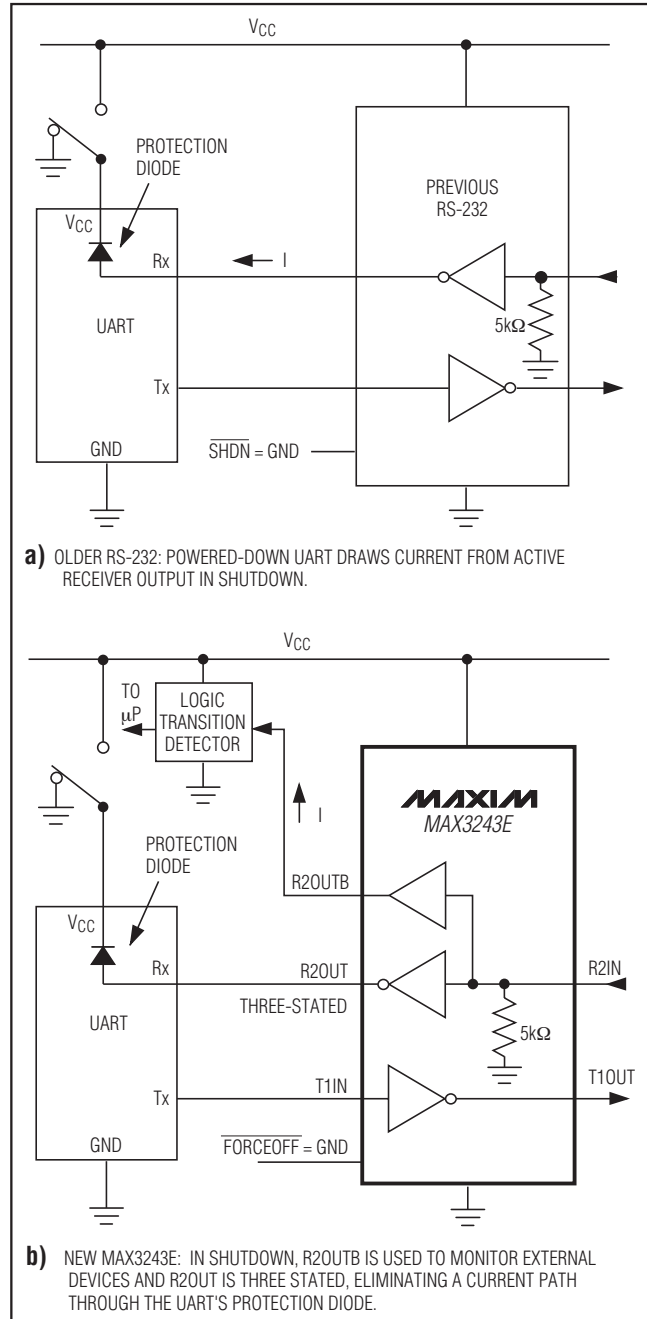 VCC
PROTECTION
DIODE
VCC
Rx
I
PREVIOUS
RS-232
UART
5kΩ
Tx
GND
SHDN = GND
a) OLDER RS-232: POWERED-DOWN UART DRAWS CURRENT FROM ACTIVE
RECEIVER OUTPUT IN SHUTDOWN.
VCC
TO
μP
LOGIC
TRANSITION
DETECTOR
I
MAXIM
MAX3243E
PROTECTION
DIODE
R2OUTB
VCC
Rx
R2OUT
R2IN
THREE-STATED
UART
5kΩ
Tx
T1IN
T1OUT
GND
FORCEOFF = GND
b) NEW MAX3243E: IN SHUTDOWN, R2OUTB IS USED TO MONITOR EXTERNAL
DEVICES AND R2OUT IS THREE STATED, ELIMINATING A CURRENT PATH
THROUGH THE UART'S PROTECTION DIODE.